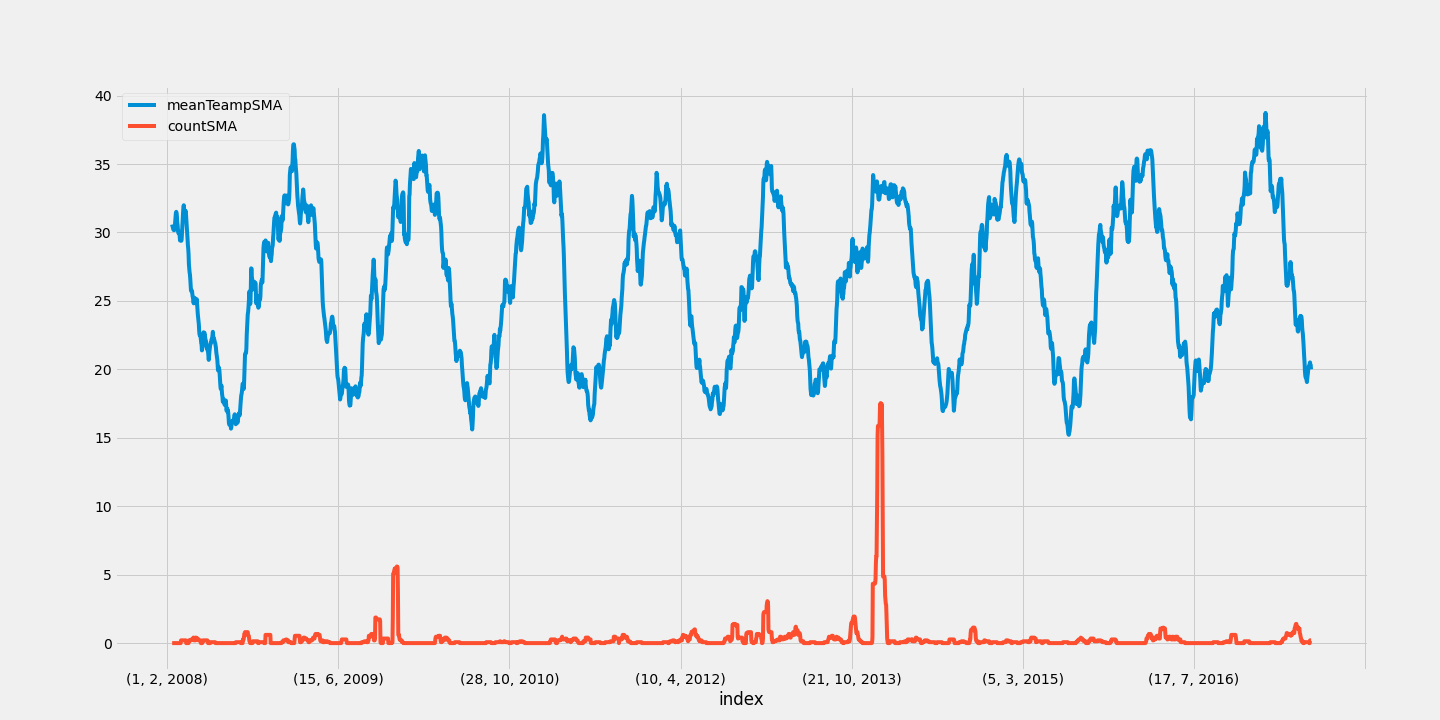 40
35
30
25
20
15
10
5
0
meanTeampSMA
countSMA
(1, 2, 2008)
(15, 6, 2009)
(28, 10, 2010)
(10, 4, 2012)
(21, 10, 2013)
(5, 3, 2015)
(17, 7, 2016)
index